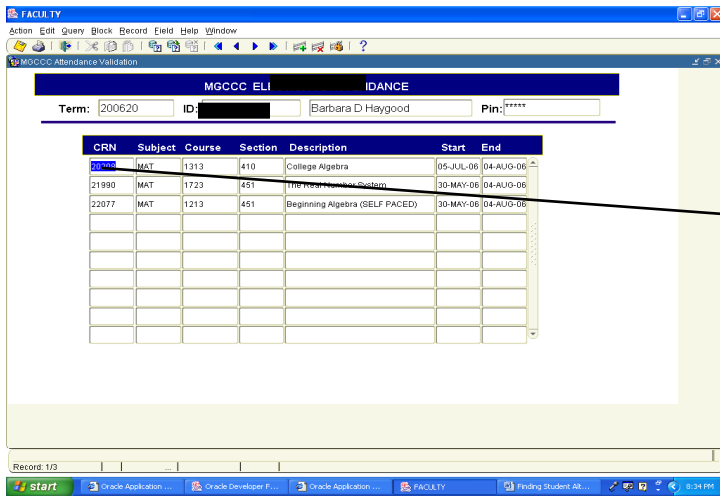 FACULTY
Action Edit Query Block Record Field Help Window
MGCCC Attendance Validation
MGCCC EL IDANCE
Term: 200620 ID: Barbara D Haygood Pin: *****
CRN Subject Course Section Description Start End
MAT 1313 410 College Algebra 05-JUL-06 04-AUG-06
21990 MAT 1723 451 The Real Number System 30-MAY-06 04-AUG-06
22077 MAT 1213 451 Beginning Algebra (SELF PACED) 30-MAY-06 04-AUG-06
Record: 1/3 ...
start Oracle Application ... Oracle Developer F... Oracle Application ... FACULTY Finding Student Alt... 8:34 PM